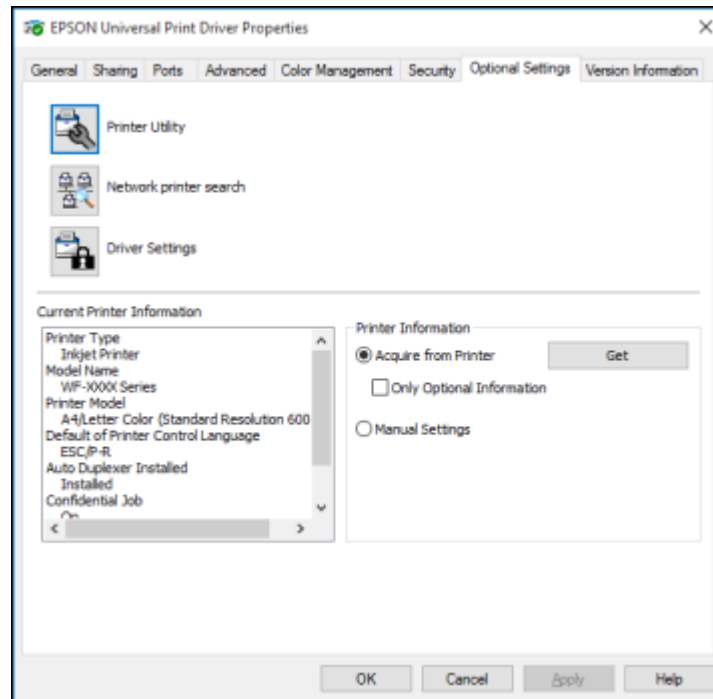 EPSON Universal Print Driver Properties
General Sharing Ports Advanced Color Management Security Optional Settings Version Information
Printer Utility
Network printer search
Driver Settings
Current Printer Information
Printer Type
Inkjet Printer
Model Name
WF-XXXX Series
Printer Model
A4/Letter Color (Standard Resolution 600
Default of Printer Control Language
ESC/P-R
Auto Duplexer Installed
Installed
Confidential Job
On
Printer Information
Acquire from Printer Get
Only Optional Information
Manual Settings
OK Cancel Apply Help